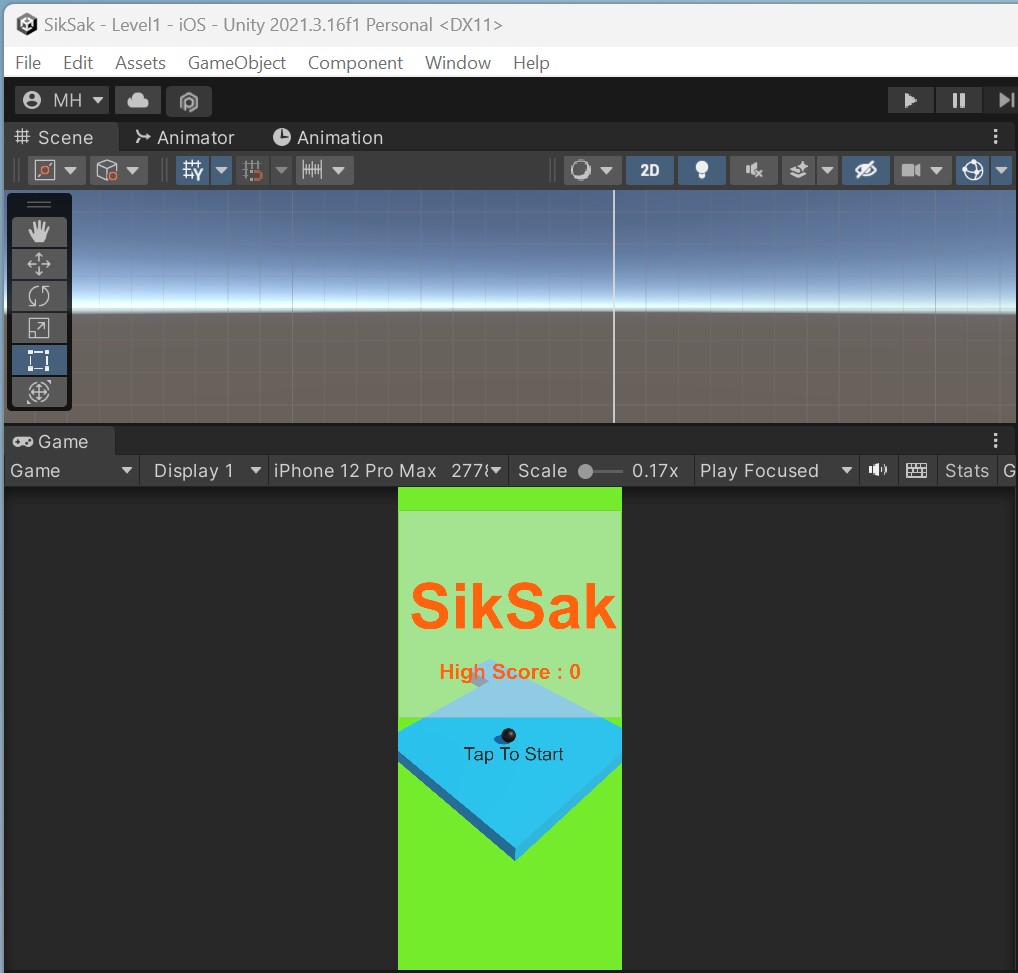 SikSak - Level1 - iOS - Unity 2021.3.16f1 Personal <DX11>
File Edit Assets GameObject Component Window Help
MH
Scene Animator Animation
2D
Game
Game Display 1 iPhone 12 Pro Max 2778 Scale 0.17x Play Focused Stats G
SikSak
High Score : 0
Tap To Start